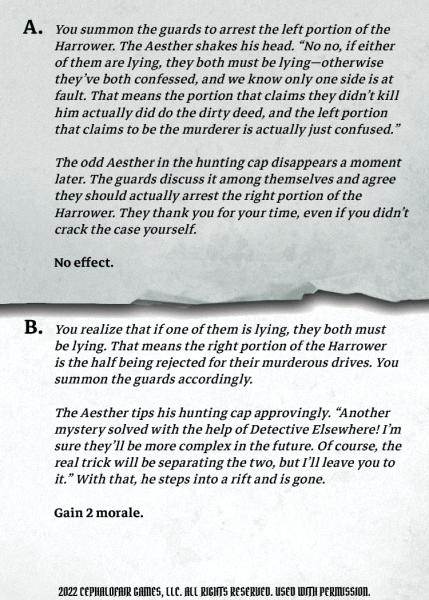 A. You summon the guards to arrest the left portion of the
Harrower. The Aesther shakes his head. “No no, if either
of them are lying, they both must be lying—otherwise
they’ve both confessed, and we know only one side is at
fault. That means the portion that claims they didn’t kill
him actually did do the dirty deed, and the left portion
that claims to be the murderer is actually just confused.”
The odd Aesther in the hunting cap disappears a moment
later. The guards discuss it among themselves and agree
they should actually arrest the right portion of the
Harrower. They thank you for your time, even if you didn’t
crack the case yourself.
No effect.
B. You realize that if one of them is lying, they both must
be lying. That means the right portion of the Harrower
is the half being rejected for their murderous drives. You
summon the guards accordingly.
The Aesther tips his hunting cap approvingly. “Another
mystery solved with the help of Detective Elsewhere! I’m
sure they’ll be more complex in the future. Of course, the
real trick will be separating the two, but I’ll leave you to
it.” With that, he steps into a rift and is gone.
Gain 2 morale.
2022 CEPHALOFAIR GAMES, LLC. ALL RIGHTS RESERVED. USED WITH PERMISSION.